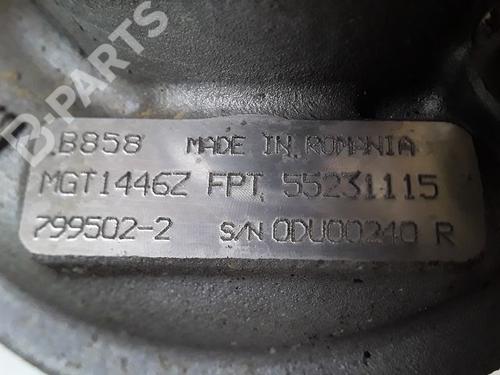 B-PARTS
B858 MADE IN ROMANIA
MGT1446Z FPT 55231115
799502-2 S/N 0DU00240 R